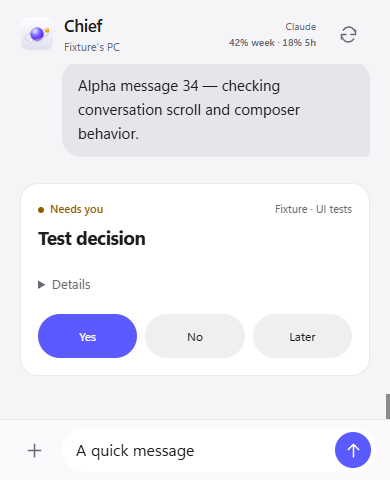 Chief
Fixture's PC
Claude
42% week · 18% 5h
Alpha message 34 — checking
conversation scroll and composer
behavior.
Needs you
Fixture · UI tests
Test decision
Details
Yes
No
Later
A quick message